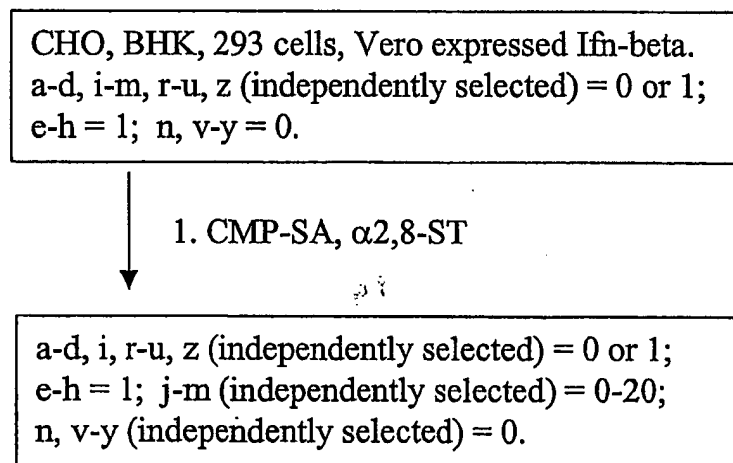 CHO, BHK, 293 cells, Vero expressed Ifn-beta.
a-d, i-m, r-u, z (independently selected) = 0 or 1;
e-h = 1; n, v-y = 0.
1. CMP-SA, α2,8-ST
a-d, i, r-u, z (independently selected) = 0 or 1;
e-h = 1; j-m (independently selected) = 0-20;
n, v-y (independently selected) = 0.